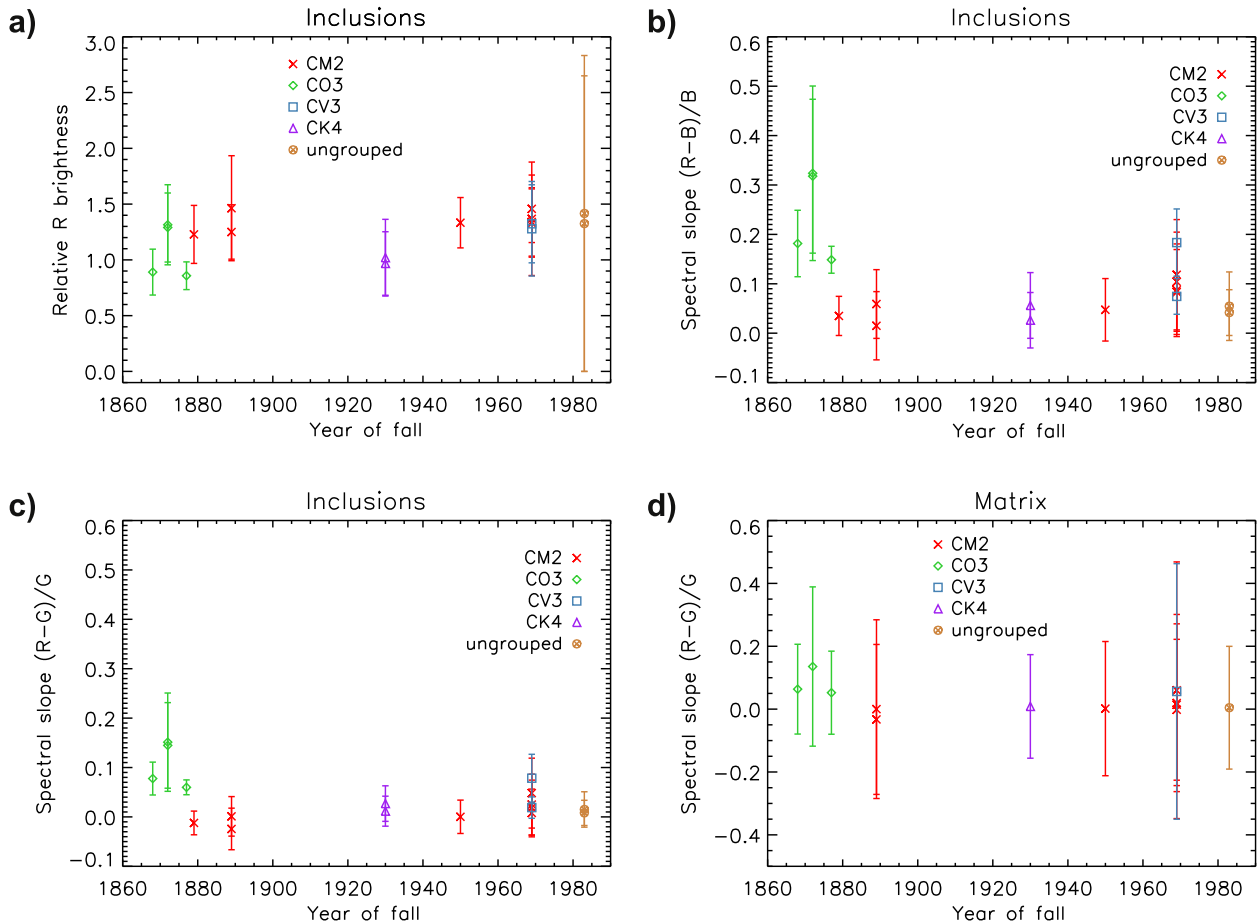 a)
Inclusions
Relative R brightness
3.0
2.5
2.0
1.5
1.0
0.5
0.0
CM2
CO3
CV3
CK4
ungrouped
1860 1880 1900 1920 1940 1960 1980
Year of fall
b)
Inclusions
Spectral slope (R−B)/B
0.6
0.5
0.4
0.3
0.2
0.1
0.0
−0.1
CM2
CO3
CV3
CK4
ungrouped
1860 1880 1900 1920 1940 1960 1980
Year of fall
c)
Inclusions
Spectral slope (R−G)/G
0.6
0.5
0.4
0.3
0.2
0.1
0.0
−0.1
CM2
CO3
CV3
CK4
ungrouped
1860 1880 1900 1920 1940 1960 1980
Year of fall
d)
Matrix
Spectral slope (R−G)/G
0.6
0.4
0.2
0.0
−0.2
−0.4
CM2
CO3
CV3
CK4
ungrouped
1860 1880 1900 1920 1940 1960 1980
Year of fall